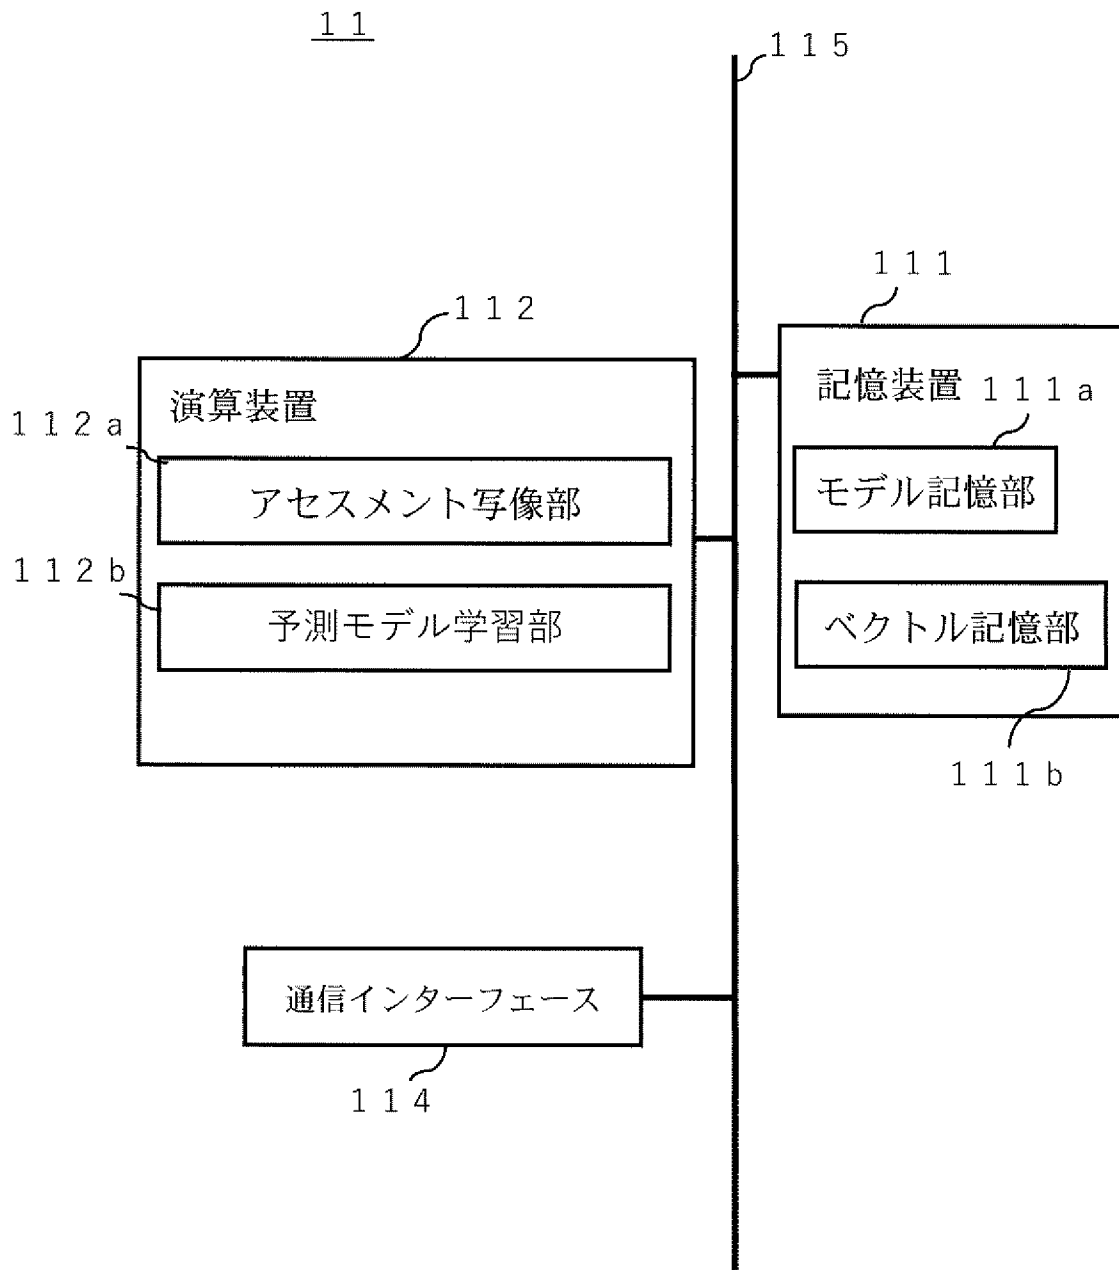 １１
１１５
１１１
１１２
記憶装置
１１１ａ
演算装置
１１２ａ
アセスメント写像部
モデル記憶部
１１２ｂ
予測モデル学習部
ベクトル記憶部
１１１ｂ
通信インターフェース
１１４